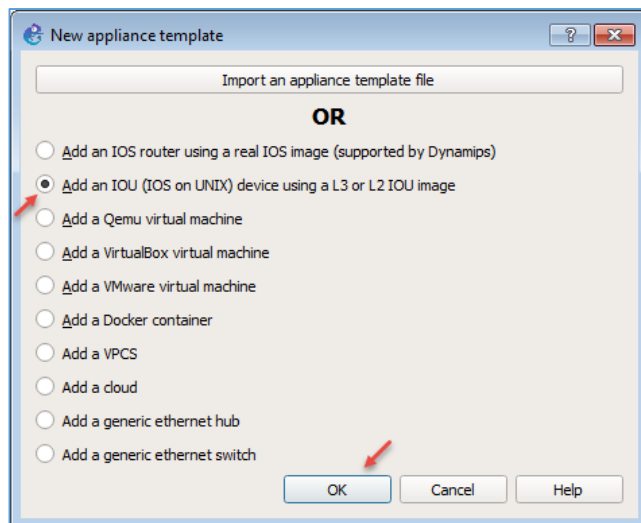 New appliance template
?
Import an appliance template file
OR
Add an IOS router using a real IOS image (supported by Dynamips)
Add an IOU (IOS on UNIX) device using a L3 or L2 IOU image
Add a Qemu virtual machine
Add a VirtualBox virtual machine
Add a VMware virtual machine
Add a Docker container
Add a VPCS
Add a cloud
Add a generic ethernet hub
Add a generic ethernet switch
OK Cancel Help